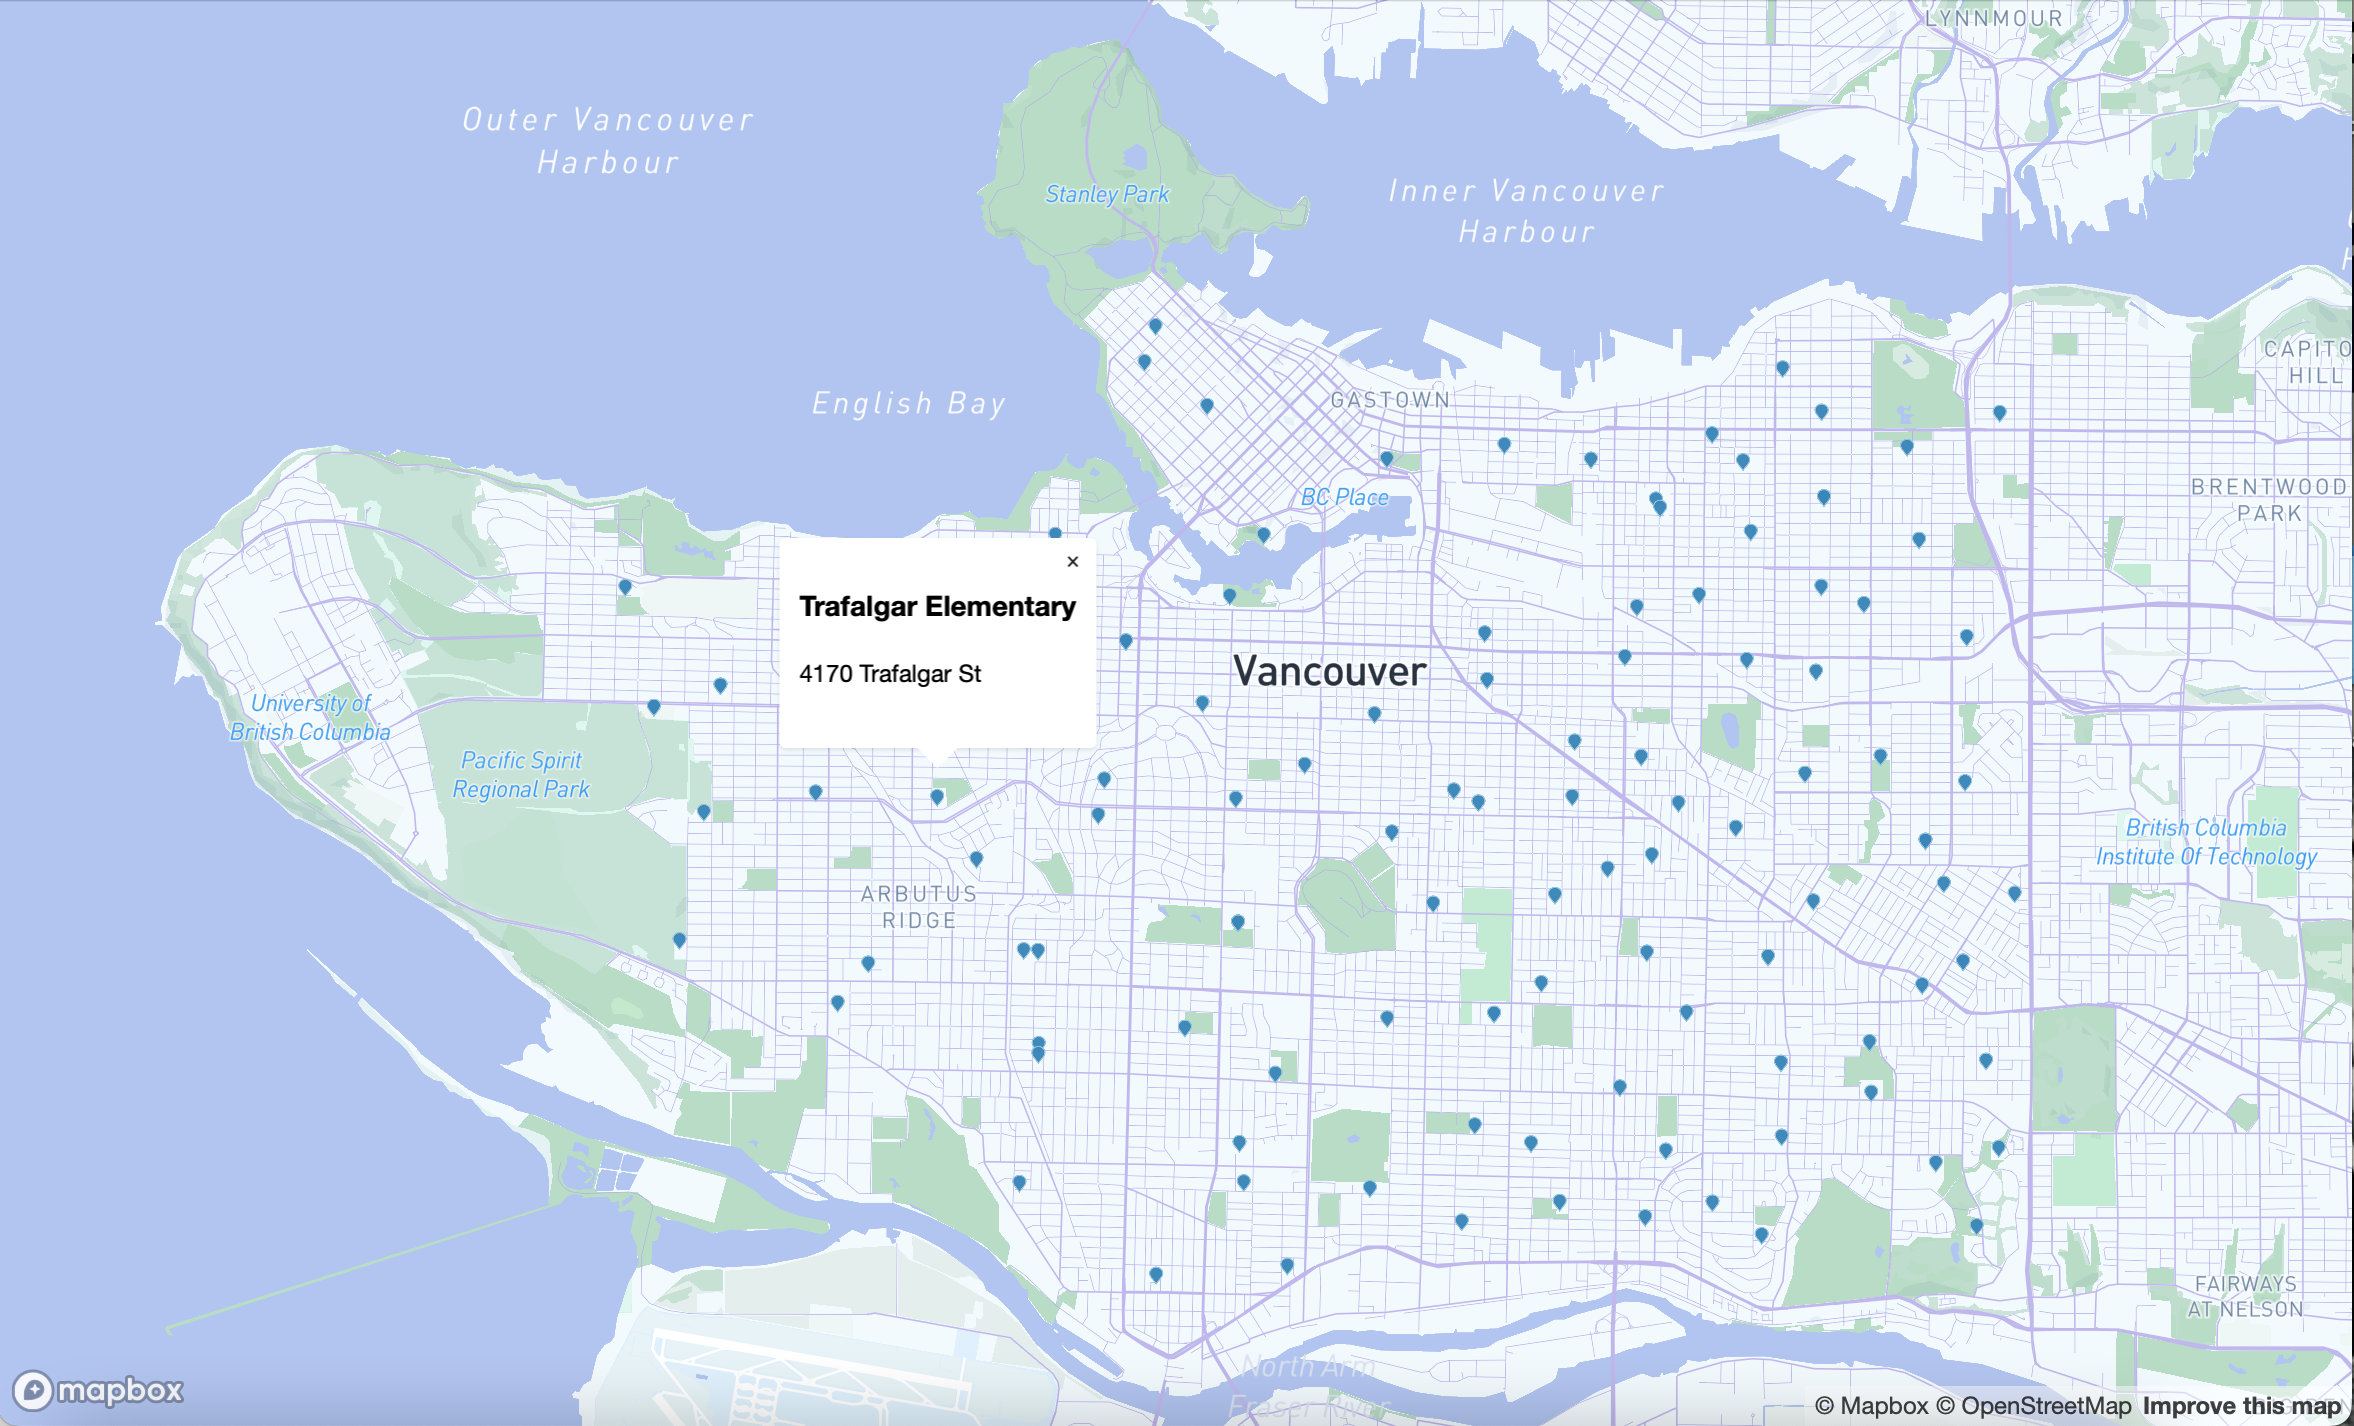 LYNNMOUR
Outer Vancouver
Harbour
Stanley Park
Inner Vancouver
Harbour
CAPITO
HILL
English Bay
GASTOWN
BRENTWOOD
PARK
BC Place
×
Trafalgar Elementary
4170 Trafalgar St
Vancouver
University of
British Columbia
Pacific Spirit
Regional Park
British Columbia
Institute Of Technology
ARBUTUS
RIDGE
FAIRWAYS
AT NELSON
North Arm
Fraser River
mapbox
© Mapbox © OpenStreetMap Improve this map